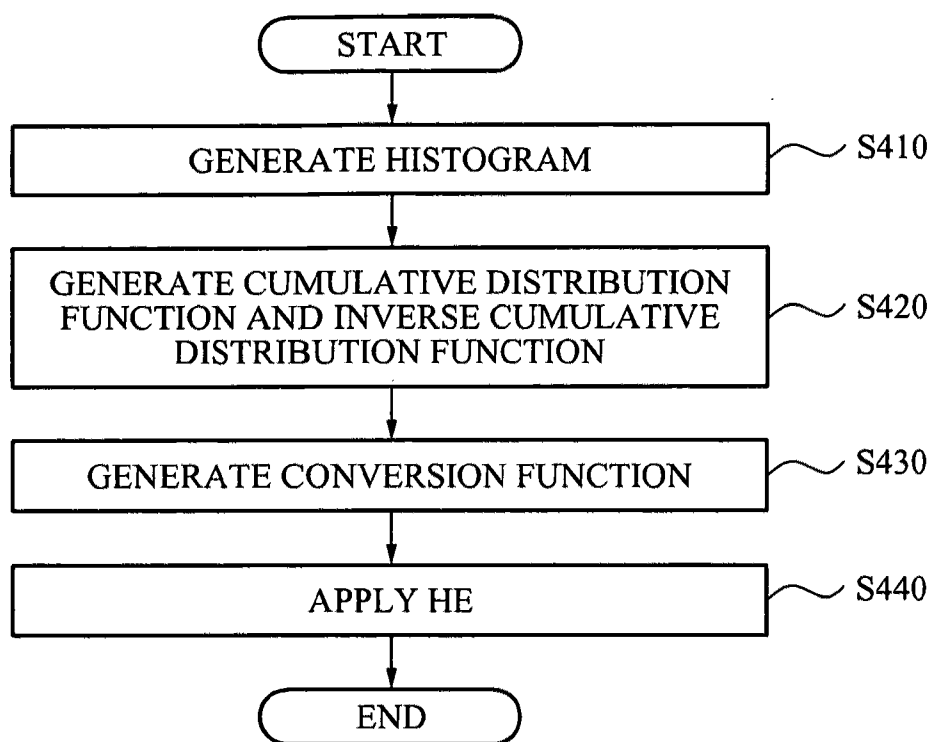 START
GENERATE HISTOGRAM
S410
GENERATE CUMULATIVE DISTRIBUTION
FUNCTION AND INVERSE CUMULATIVE
DISTRIBUTION FUNCTION
S420
GENERATE CONVERSION FUNCTION
S430
APPLY HE
S440
END